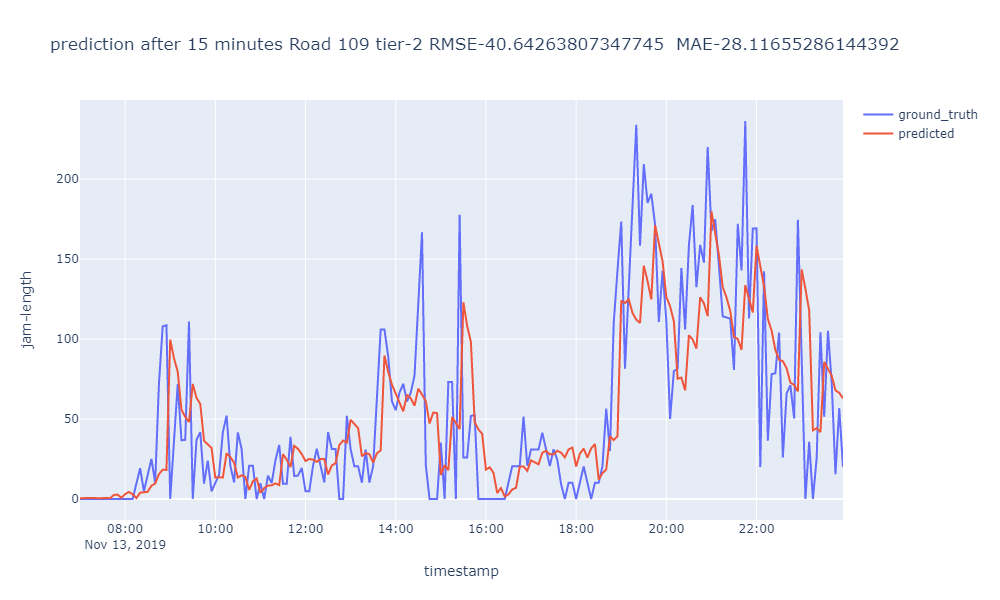 prediction after 15 minutes Road 109 tier-2 RMSE-40.64263807347745  MAE-28.11655286144392
ground_truth
predicted
jam-length
200
150
100
50
0
08:00
10:00
12:00
14:00
16:00
18:00
20:00
22:00
Nov 13, 2019
timestamp